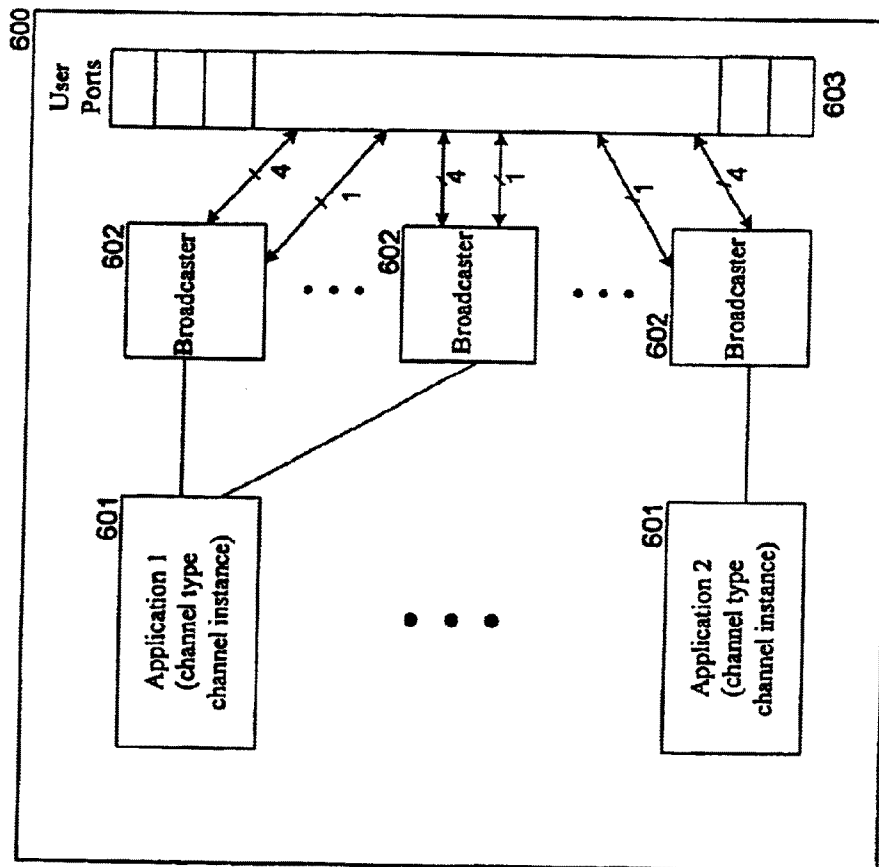 600
User
Ports
603
4
1
4
1
1
4
602
Broadcaster
602
Broadcaster
602
Broadcaster
601
Application 1
(channel type
channel instance)
601
Application 2
(channel type
channel instance)